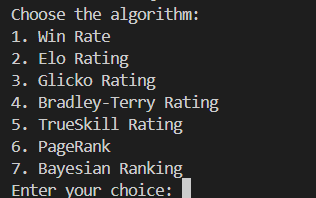 Choose the algorithm:
1. Win Rate
2. Elo Rating
3. Glicko Rating
4. Bradley-Terry Rating
5. TrueSkill Rating
6. PageRank
7. Bayesian Ranking
Enter your choice: